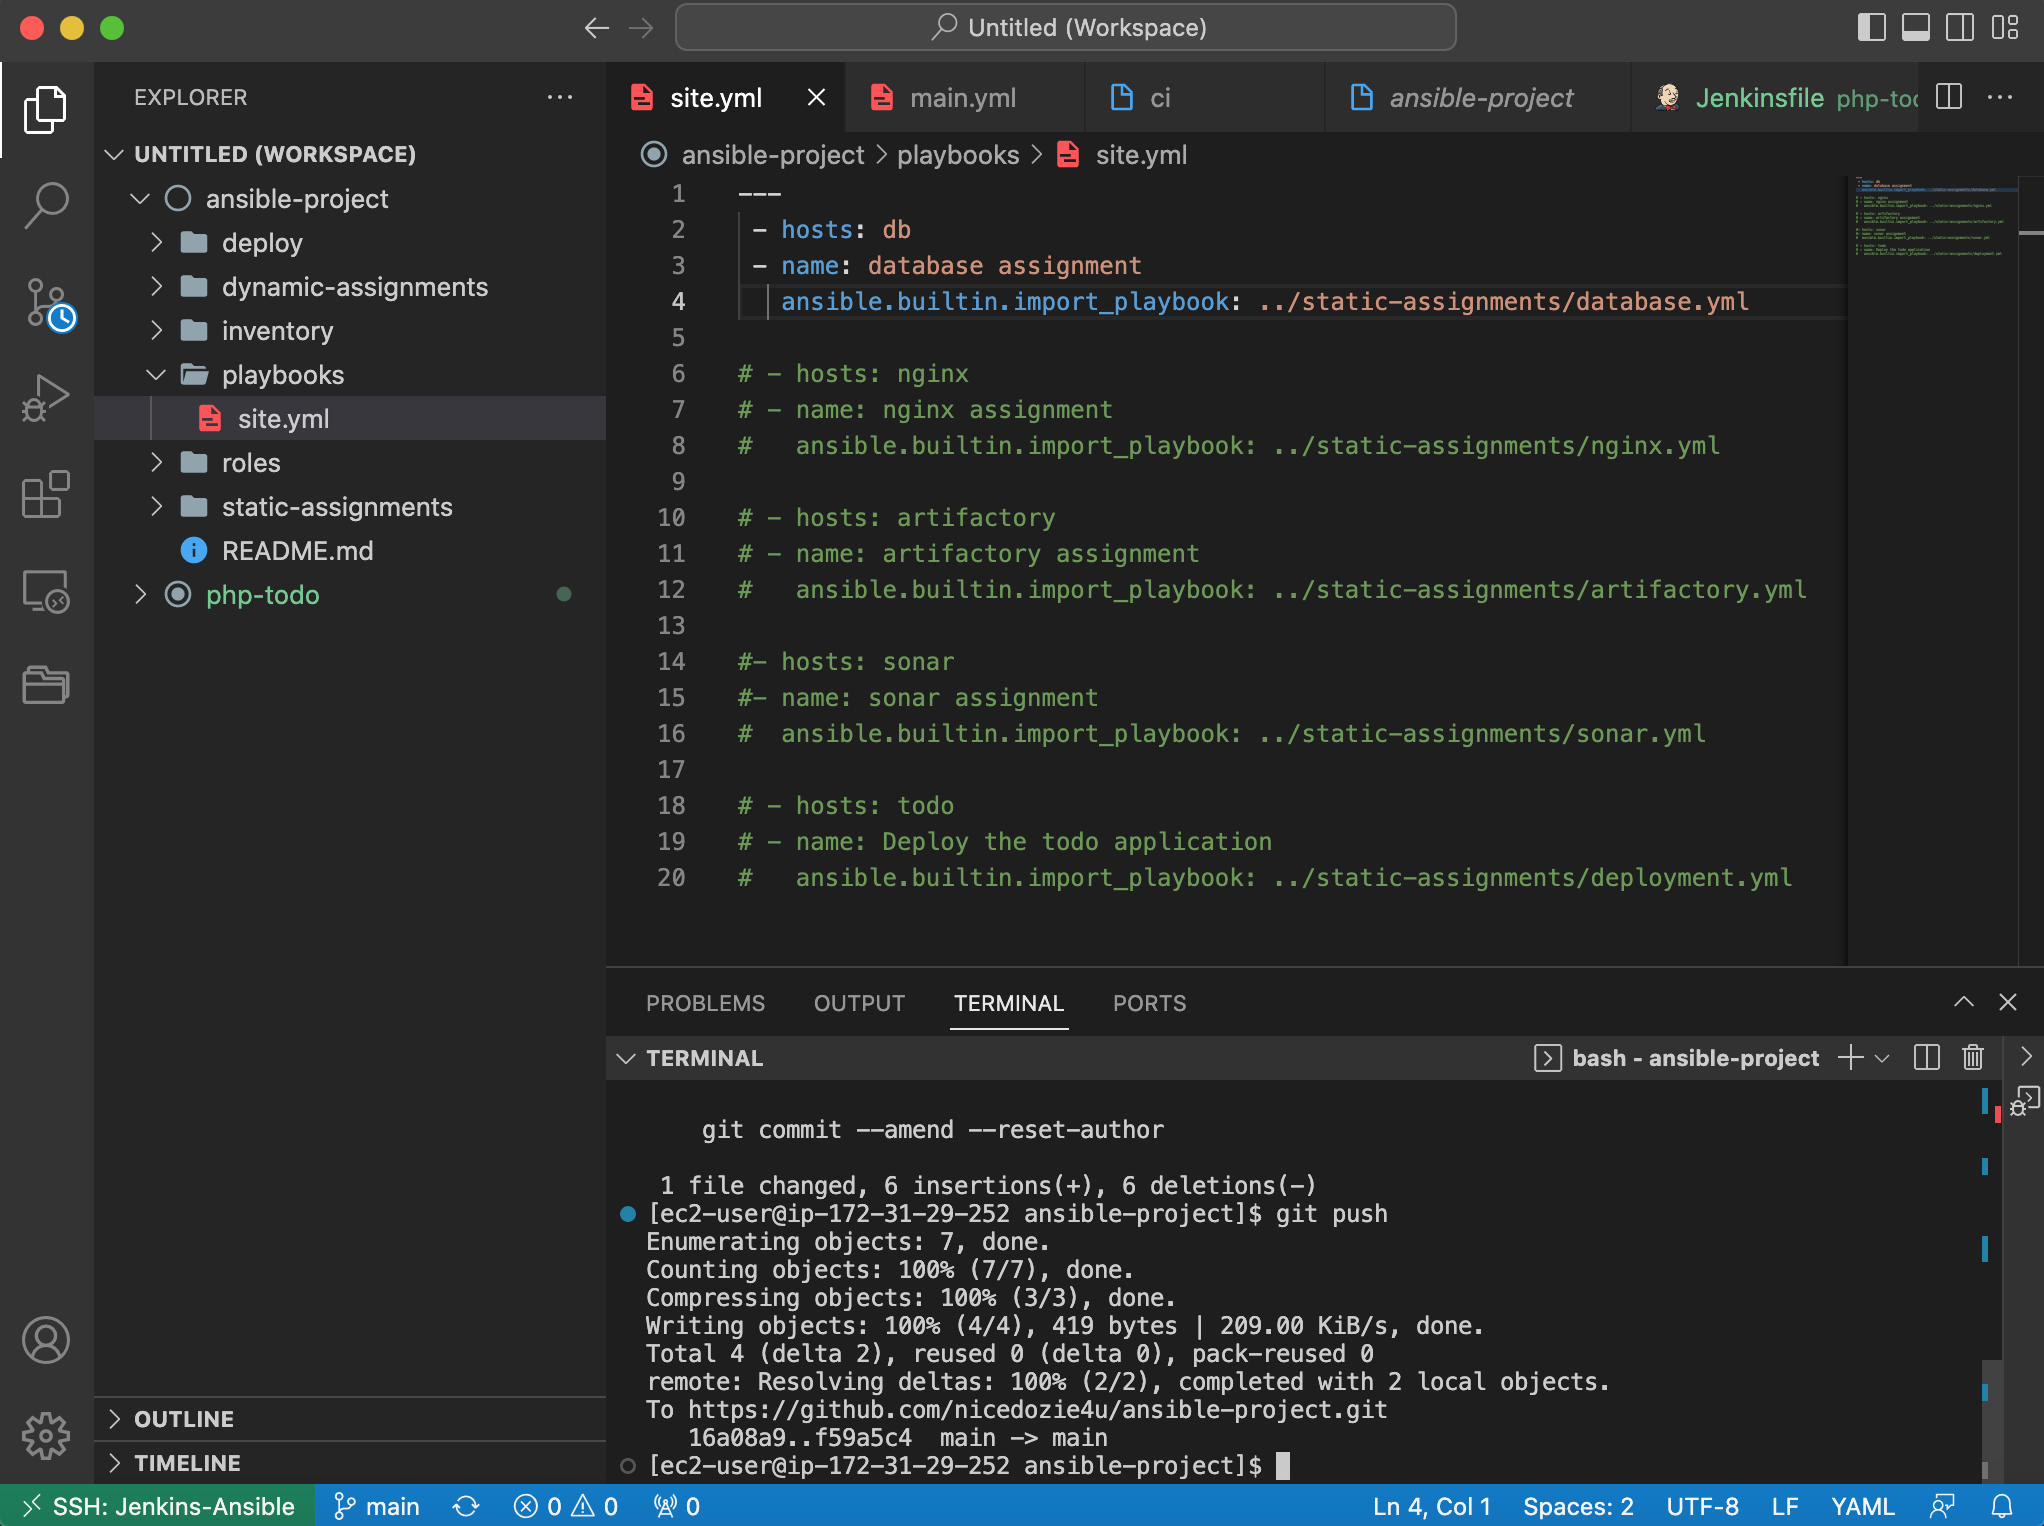 Untitled (Workspace)
EXPLORER
UNTITLED (WORKSPACE)
ansible-project
deploy
dynamic-assignments
inventory
playbooks
site.yml
roles
static-assignments
README.md
php-todo
OUTLINE
TIMELINE
site.yml
main.yml
ci
ansible-project
Jenkinsfile php-toc
ansible-project > playbooks > site.yml
1 ---
2 - hosts: db
3 - name: database assignment
4 ansible.builtin.import_playbook: ../static-assignments/database.yml
5
6 # - hosts: nginx
7 # - name: nginx assignment
8 # ansible.builtin.import_playbook: ../static-assignments/nginx.yml
9
10 # - hosts: artifactory
11 # - name: artifactory assignment
12 # ansible.builtin.import_playbook: ../static-assignments/artifactory.yml
13
14 #- hosts: sonar
15 #- name: sonar assignment
16 # ansible.builtin.import_playbook: ../static-assignments/sonar.yml
17
18 # - hosts: todo
19 # - name: Deploy the todo application
20 # ansible.builtin.import_playbook: ../static-assignments/deployment.yml
PROBLEMS OUTPUT TERMINAL PORTS
TERMINAL
bash - ansible-project
git commit --amend --reset-author
1 file changed, 6 insertions(+), 6 deletions(-)
[ec2-user@ip-172-31-29-252 ansible-project]$ git push
Enumerating objects: 7, done.
Counting objects: 100% (7/7), done.
Compressing objects: 100% (3/3), done.
Writing objects: 100% (4/4), 419 bytes | 209.00 KiB/s, done.
Total 4 (delta 2), reused 0 (delta 0), pack-reused 0
remote: Resolving deltas: 100% (2/2), completed with 2 local objects.
To https://github.com/nicedozie4u/ansible-project.git
16a08a9..f59a5c4 main -> main
[ec2-user@ip-172-31-29-252 ansible-project]$
SSH: Jenkins-Ansible main 0 0 0 Ln 4, Col 1 Spaces: 2 UTF-8 LF YAML